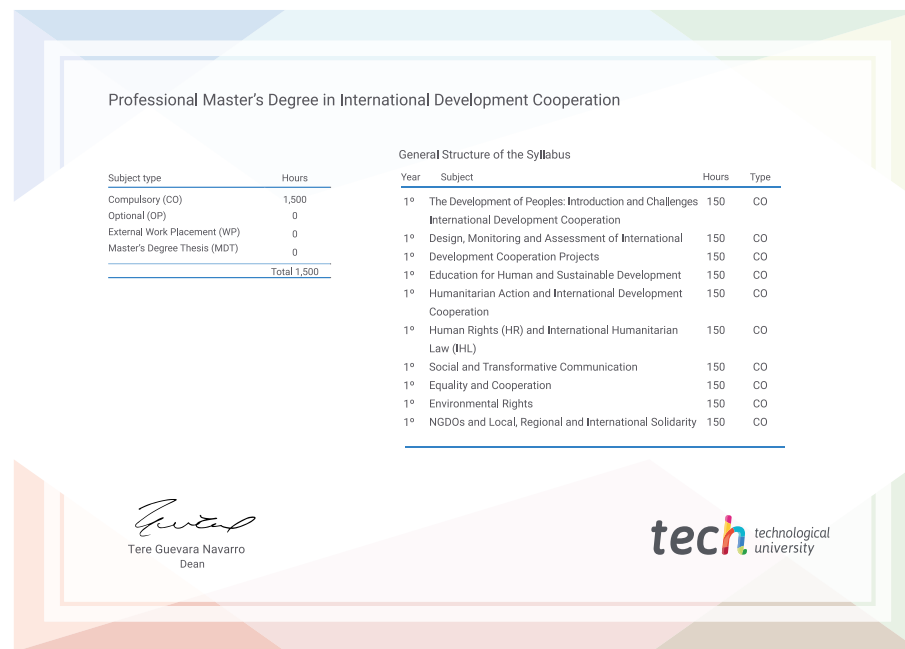 Professional Master's Degree in International Development Cooperation
Subject type Hours
Compulsory (CO) 1,500
Optional (OP) 0
External Work Placement (WP) 0
Master's Degree Thesis (MDT) 0
Total 1,500
General Structure of the Syllabus
Year Subject Hours Type
1º The Development of Peoples: Introduction and Challenges 150 CO
International Development Cooperation
1º Design, Monitoring and Assessment of International 150 CO
1º Development Cooperation Projects 150 CO
1º Education for Human and Sustainable Development 150 CO
1º Humanitarian Action and International Development 150 CO
Cooperation
1º Human Rights (HR) and International Humanitarian 150 CO
Law (IHL)
1º Social and Transformative Communication 150 CO
1º Equality and Cooperation 150 CO
1º Environmental Rights 150 CO
1º NGDOs and Local, Regional and International Solidarity 150 CO
Tere Guevara Navarro
Dean
tech technological
university